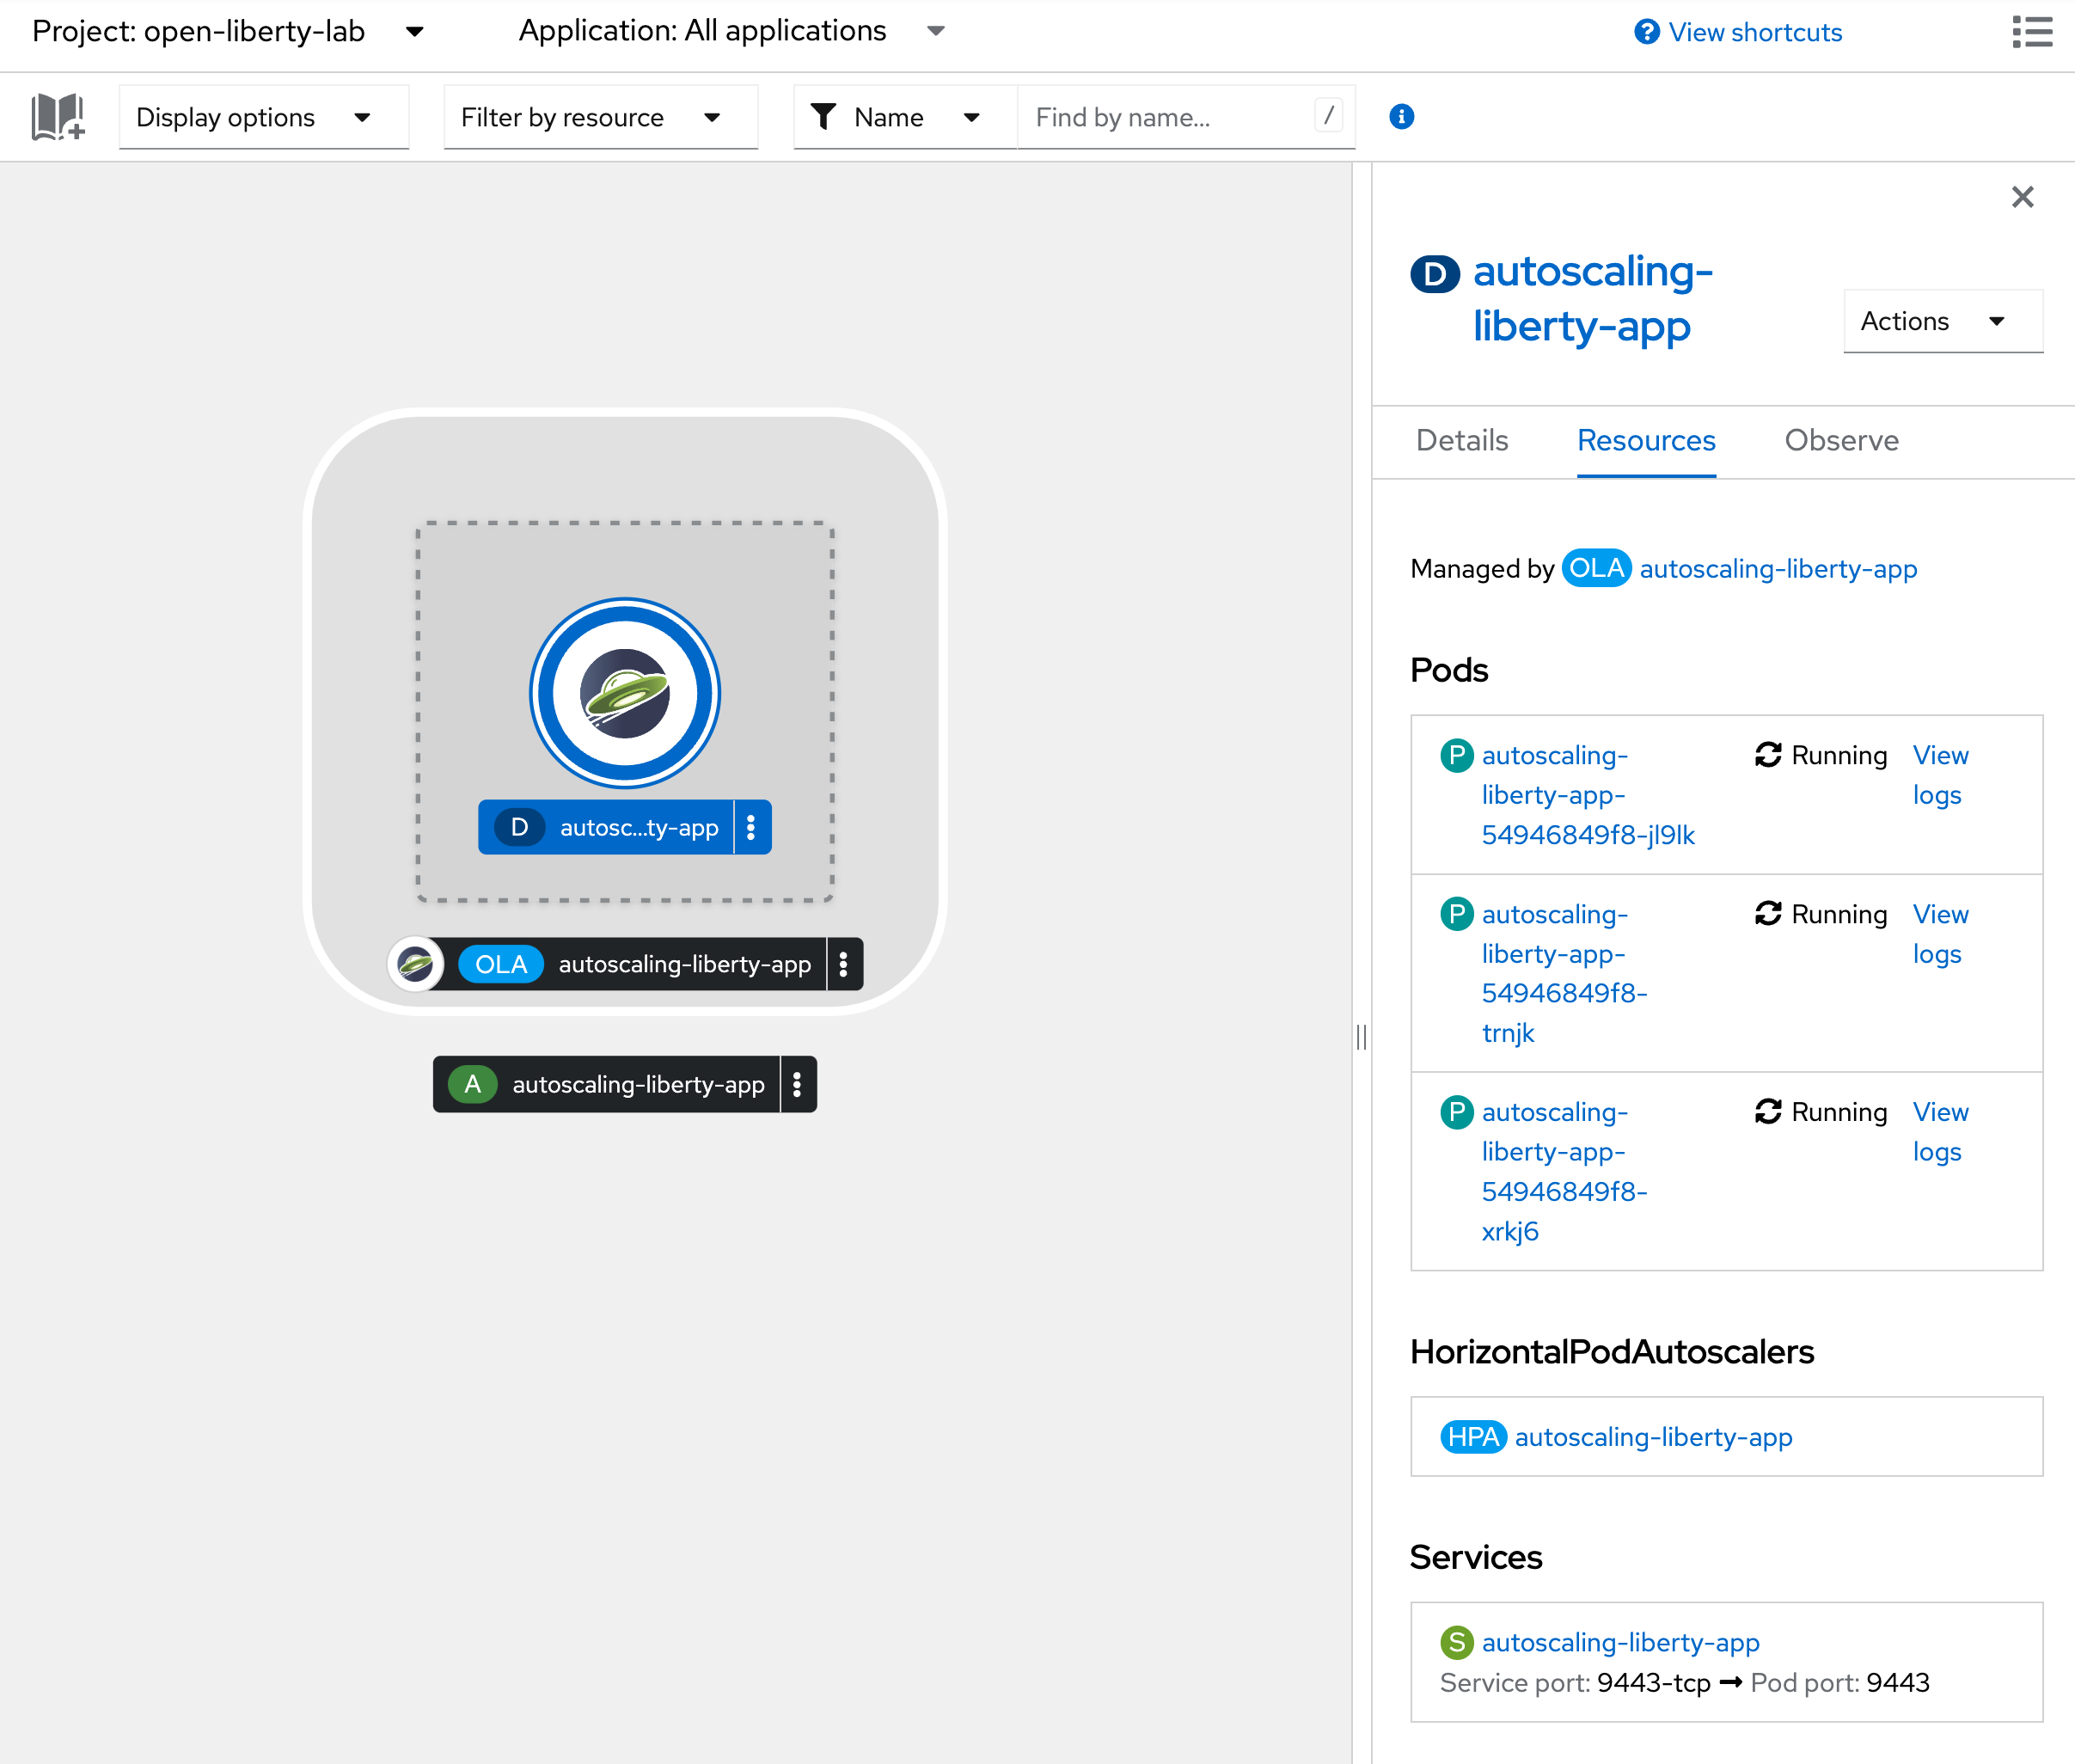 Project: open-liberty-lab
Application: All applications
View shortcuts
Display options
Filter by resource
Name
Find by name...
/
autoscaling-
liberty-app
D
Actions
Details
Resources
Observe
Managed by OLA autoscaling-liberty-app
Pods
P autoscaling-
liberty-app-
54946849f8-jl9lk
Running
View
logs
P autoscaling-
liberty-app-
54946849f8-
trnjk
Running
View
logs
P autoscaling-
liberty-app-
54946849f8-
xrkj6
Running
View
logs
HorizontalPodAutoscalers
HPA autoscaling-liberty-app
Services
S autoscaling-liberty-app
Service port: 9443-tcp → Pod port: 9443
D autosc...ty-app
OLA autoscaling-liberty-app
A autoscaling-liberty-app